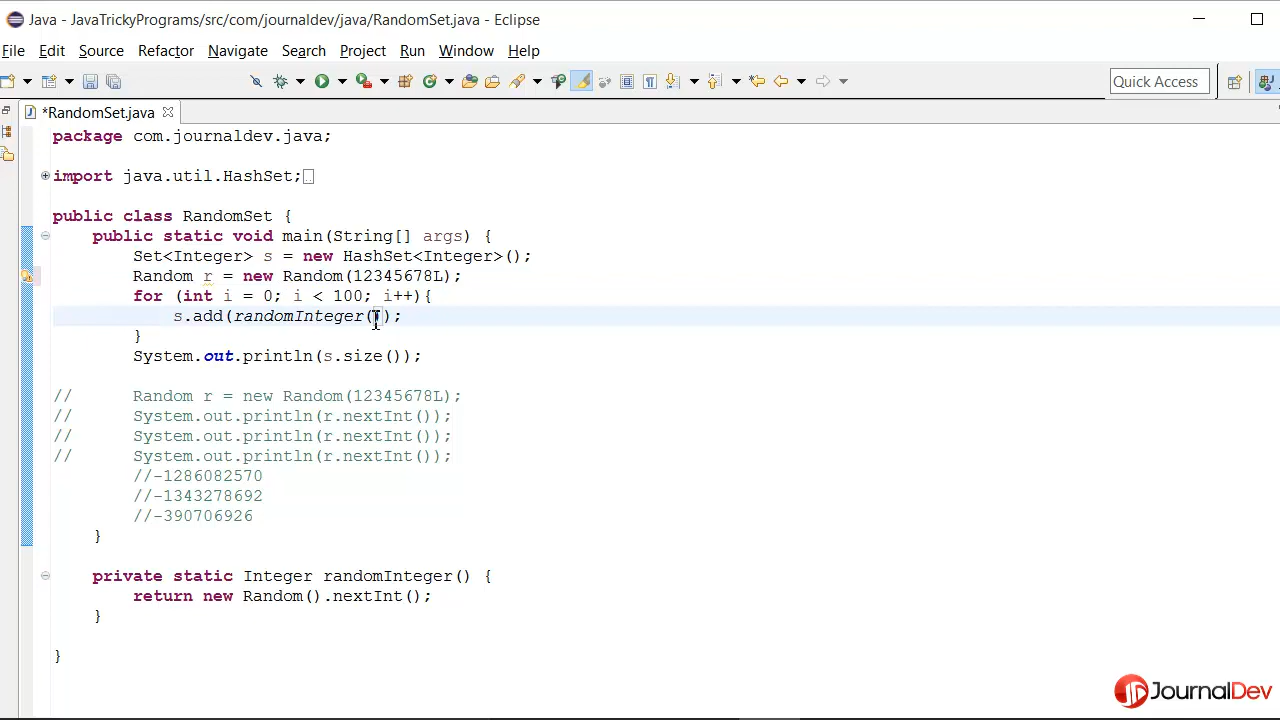 Java - JavaTrickyPrograms/src/com/journaldev/java/RandomSet.java - Eclipse
File Edit Source Refactor Navigate Search Project Run Window Help
Quick Access
*RandomSet.java
package com.journaldev.java;
import java.util.HashSet;
public class RandomSet {
public static void main(String[] args) {
Set<Integer> s = new HashSet<Integer>();
Random r = new Random(12345678L);
for (int i = 0; i < 100; i++){
s.add(randomInteger());
}
System.out.println(s.size());
// Random r = new Random(12345678L);
// System.out.println(r.nextInt());
// System.out.println(r.nextInt());
// System.out.println(r.nextInt());
//-1286082570
//-1343278692
//-390706926
}
private static Integer randomInteger() {
return new Random().nextInt();
}
}
JournalDev